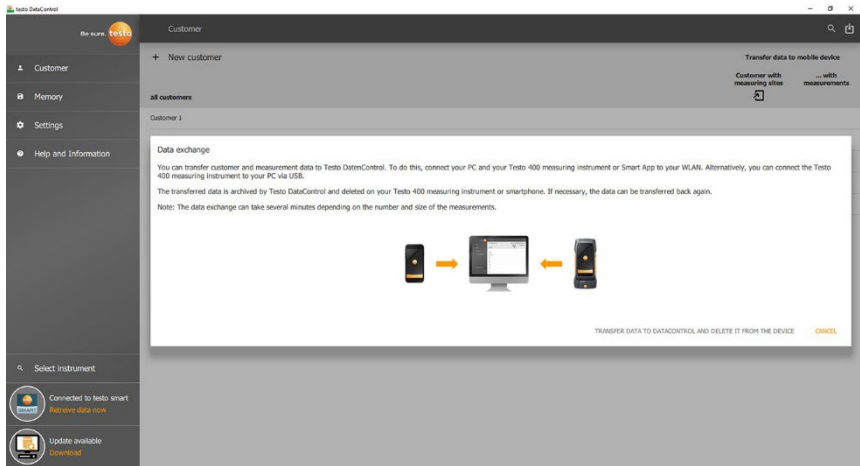 testo DataControl
Be sure. testo
Customer
Customer
Memory
Settings
Help and Information
+ New customer
Transfer data to mobile device
Customer with
measuring sites
... with
measurements
all customers
Customer 1
Data exchange
You can transfer customer and measurement data to Testo DatenControl. To do this, connect your PC and your Testo 400 measuring instrument or Smart App to your WLAN. Alternatively, you can connect the Testo
400 measuring instrument to your PC via USB.
The transferred data is archived by Testo DataControl and deleted on your Testo 400 measuring instrument or smartphone. If necessary, the data can be transferred back again.
Note: The data exchange can take several minutes depending on the number and size of the measurements.
TRANSFER DATA TO DATACONTROL AND DELETE IT FROM THE DEVICE
CANCEL
Select instrument
SMART
Connected to testo smart
Retreive data now
Update available
Download